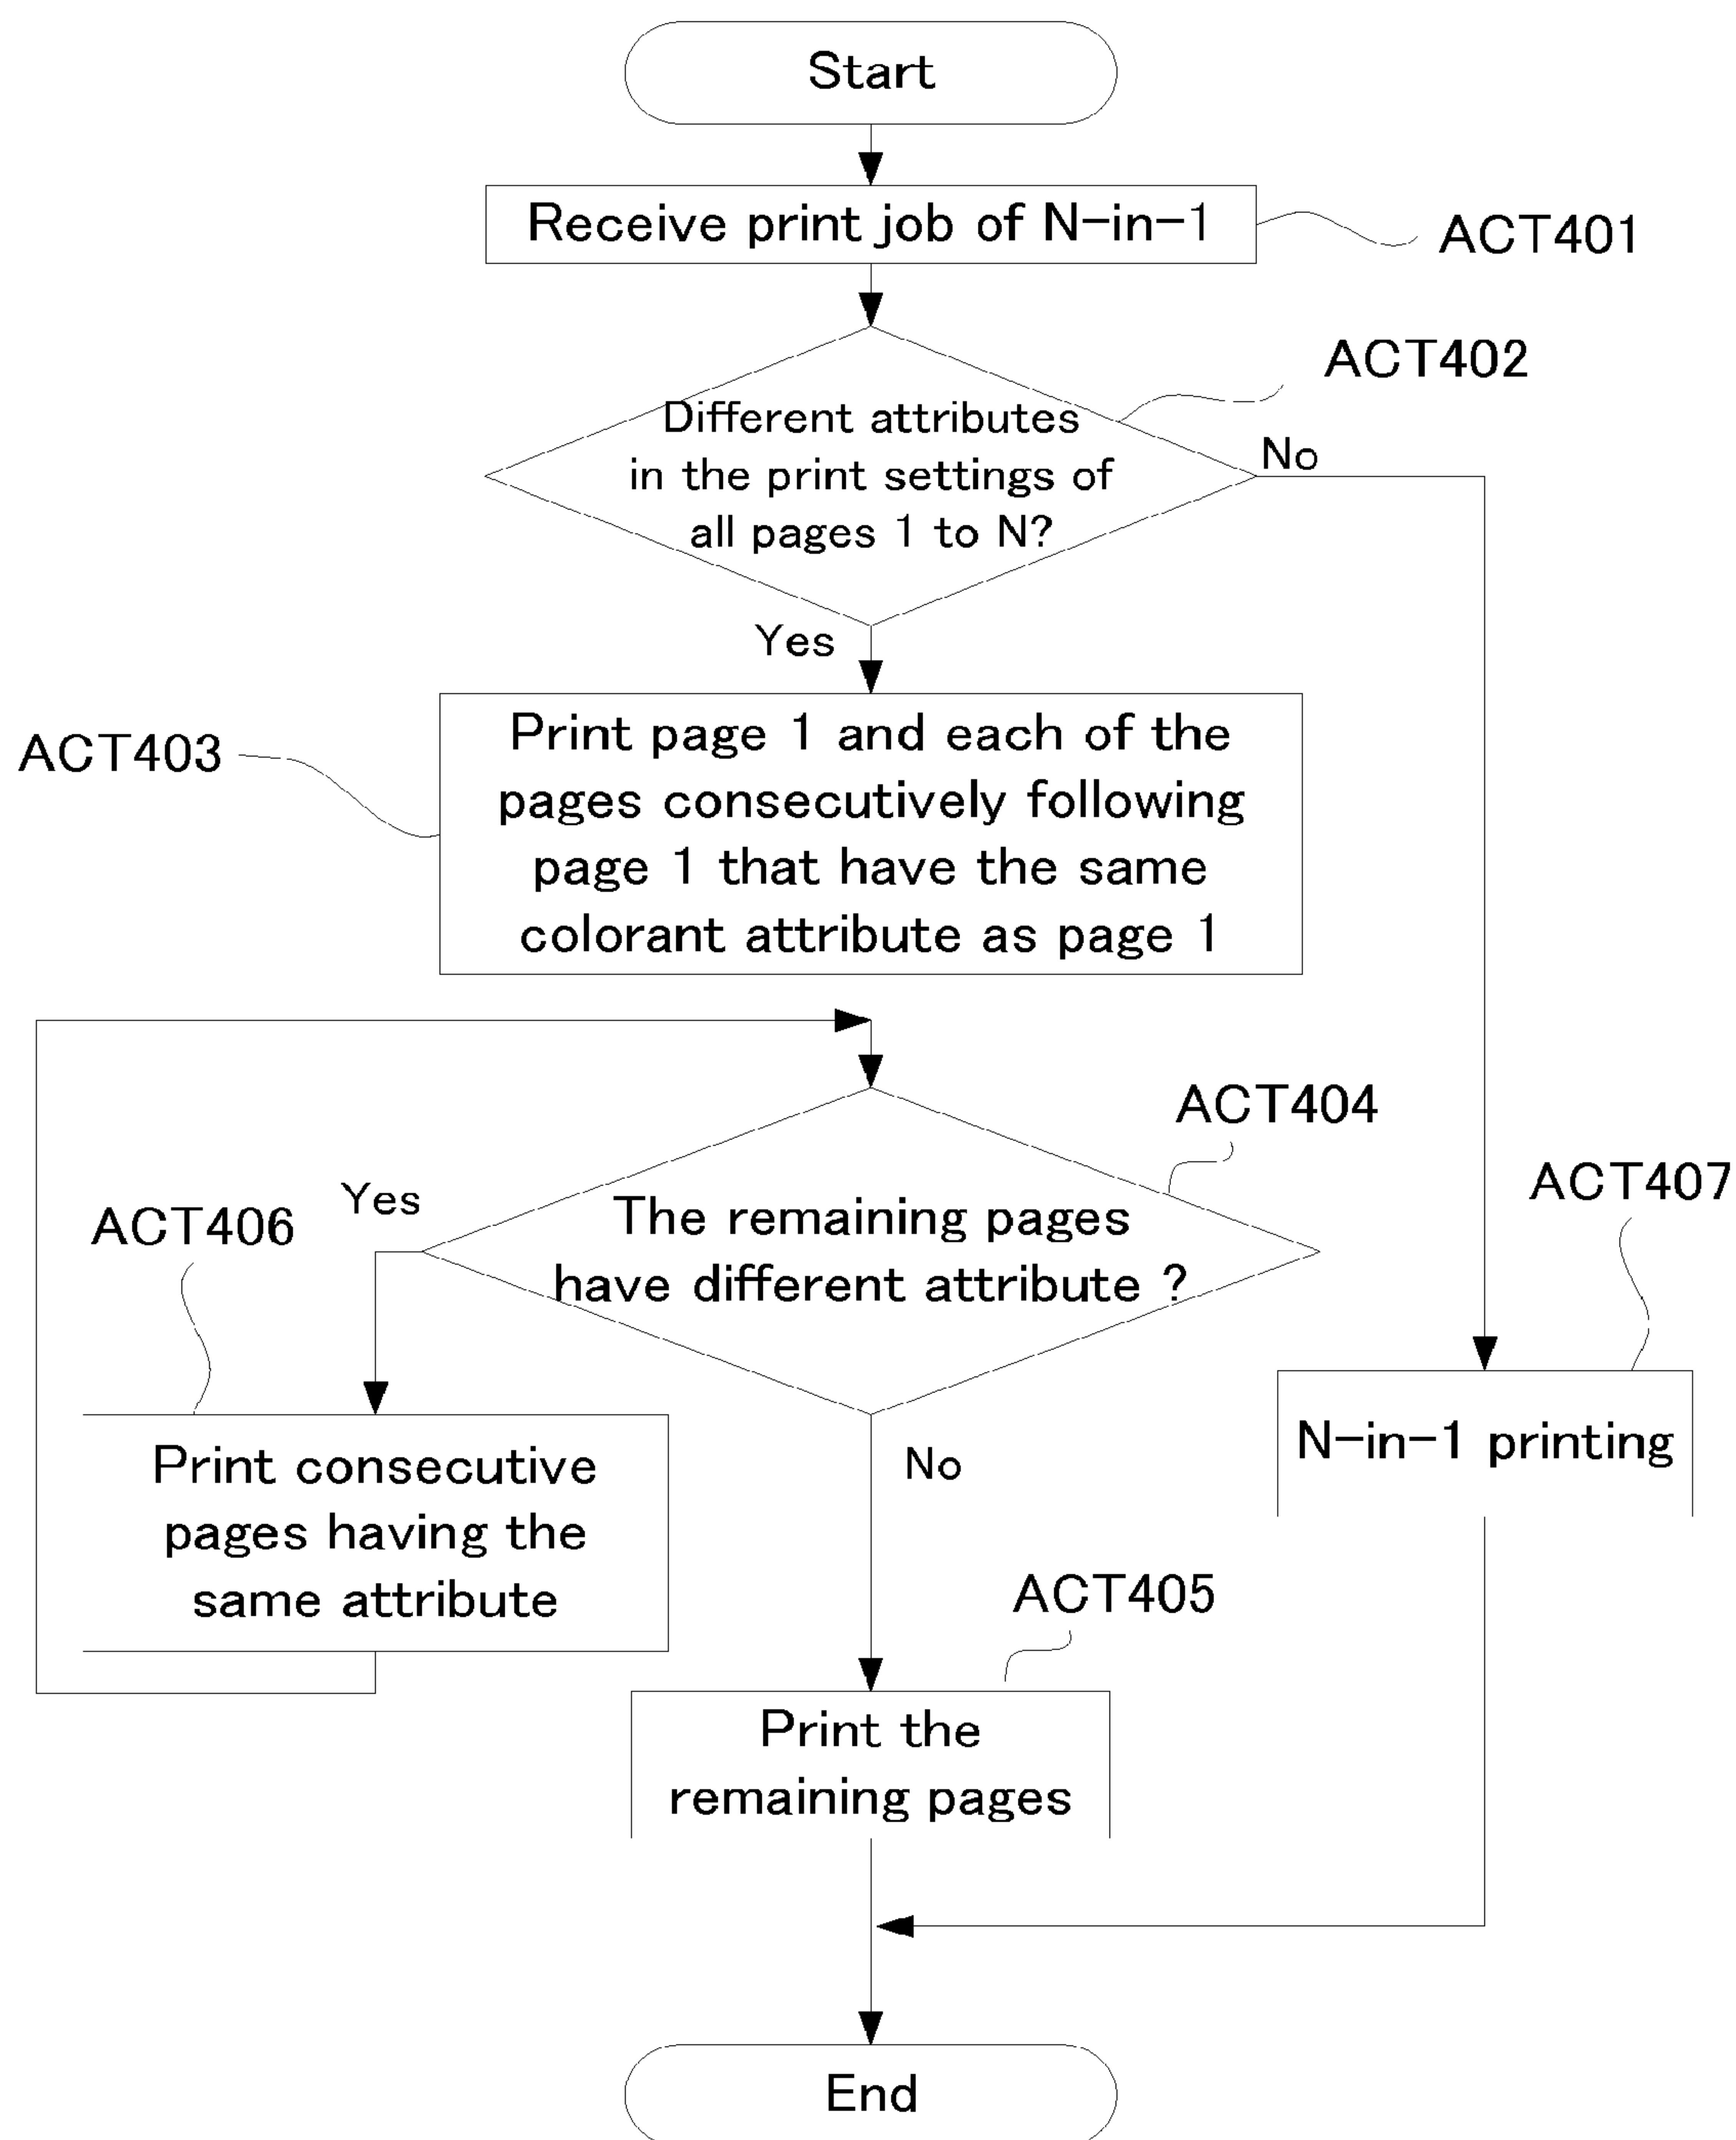 Start
Receive print job of N-in-1
ACT401
ACT402
Different attributes
in the print settings of
all pages 1 to N?
No
Yes
ACT403
Print page 1 and each of the
pages consecutively following
page 1 that have the same
colorant attribute as page 1
ACT404
ACT407
Yes
ACT406
The remaining pages
have different attribute ?
N-in-1 printing
No
Print consecutive
pages having the
same attribute
ACT405
Print the
remaining pages
End